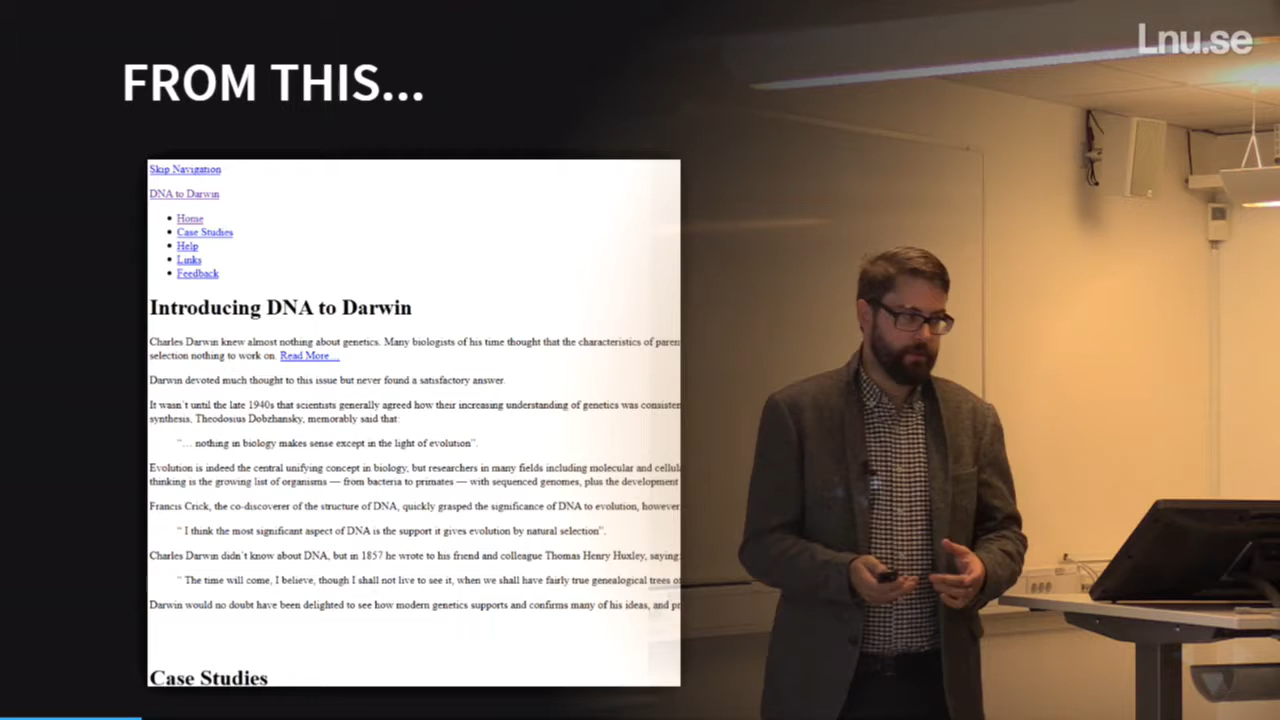 Lnu.se
FROM THIS...
Skip Navigation
DNA to Darwin
Home
Case Studies
Help
Links
Feedback
Introducing DNA to Darwin
Charles Darwin knew almost nothing about genetics. Many biologists of his time thought that the characteristics of
selection nothing to work on. Read More...
Darwin devoted much thought to this issue but never found a satisfactory answer.
It wasn't until the late 1940s that scientists generally agreed how their increasing understanding of genetics was
synthesis, Theodosius Dobzhansky, memorably said that:
"... nothing in biology makes sense except in the light of evolution".
Evolution is indeed the central unifying concept in biology, but researchers in many fields including molecular and
thinking is the growing list of organisms — from bacteria to primates — with sequenced genomes, plus the development
Francis Crick, the co-discoverer of the structure of DNA, quickly grasped the significance of DNA to evolution, however
" I think the most significant aspect of DNA is the support it gives evolution by natural selection".
Charles Darwin didn't know about DNA, but in 1857 he wrote to his friend and colleague Thomas Henry Huxley, saying
" The time will come, I believe, though I shall not live to see it, when we shall have fairly true genealogical trees
Darwin would no doubt have been delighted to see how modern genetics supports and confirms many of his ideas, and
Case Studies